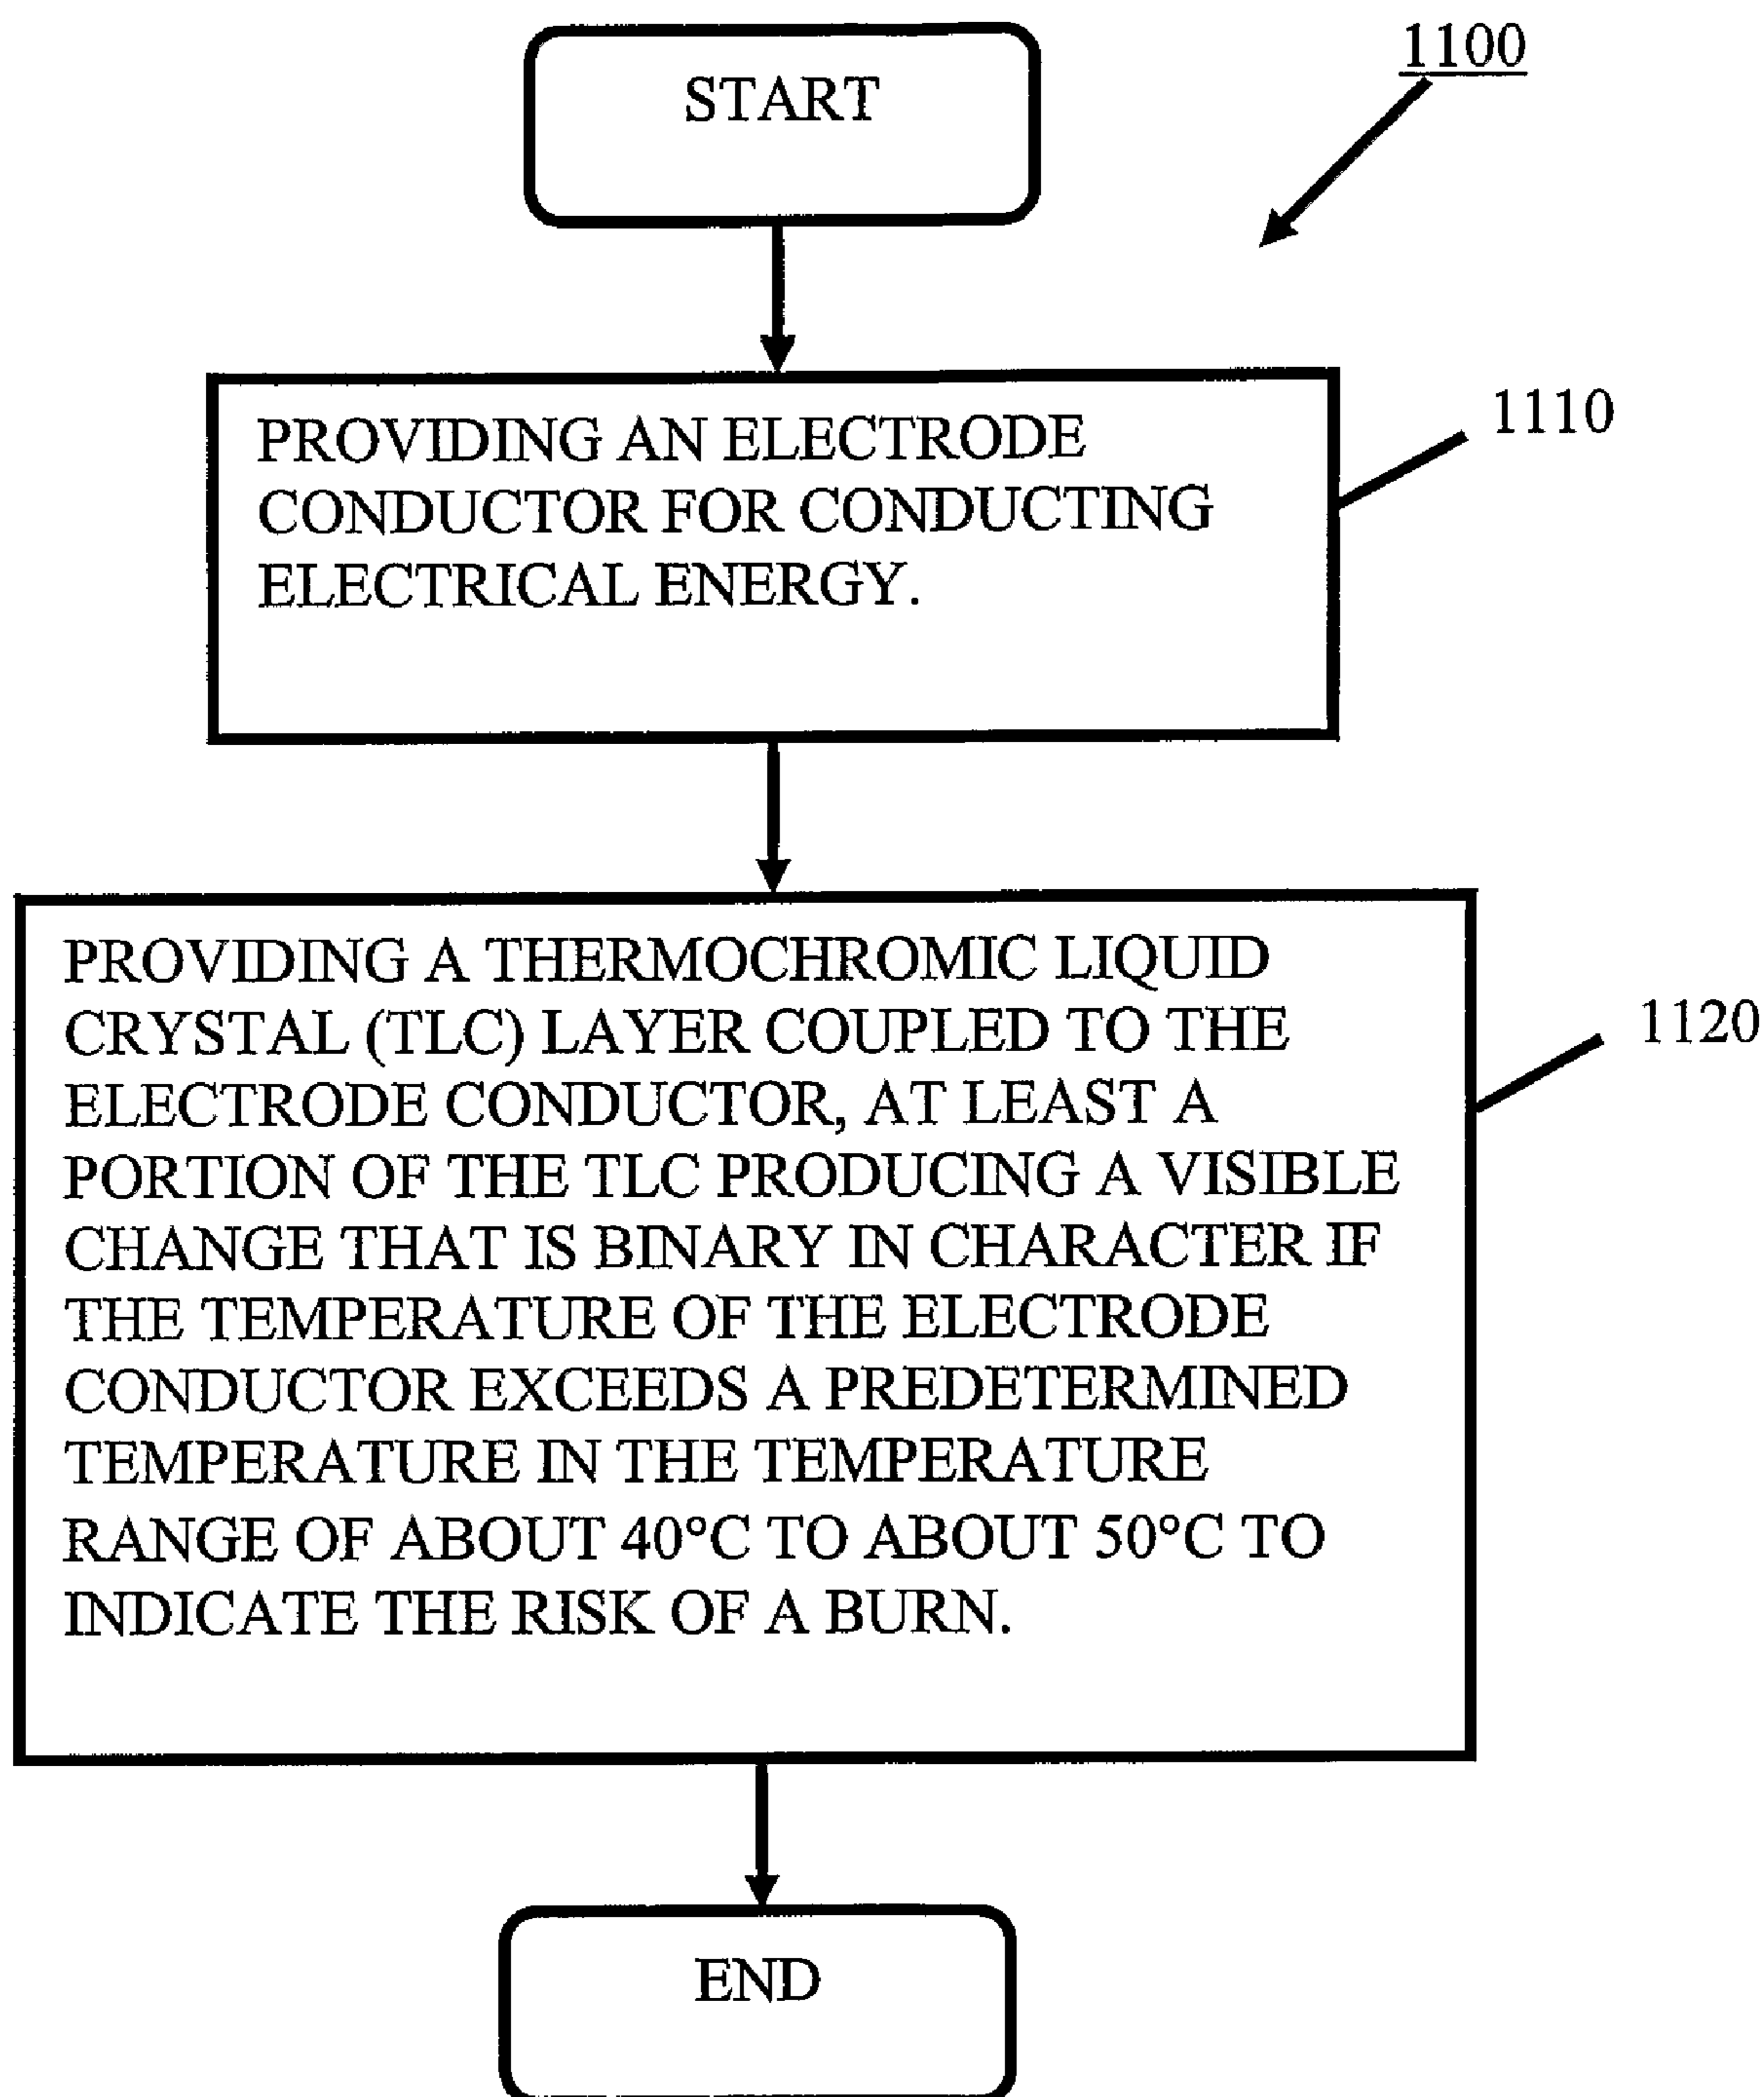 START
1100
PROVIDING AN ELECTRODE
CONDUCTOR FOR CONDUCTING
ELECTRICAL ENERGY.
1110
PROVIDING A THERMOCHROMIC LIQUID
CRYSTAL (TLC) LAYER COUPLED TO THE
ELECTRODE CONDUCTOR, AT LEAST A
PORTION OF THE TLC PRODUCING A VISIBLE
CHANGE THAT IS BINARY IN CHARACTER IF
THE TEMPERATURE OF THE ELECTRODE
CONDUCTOR EXCEEDS A PREDETERMINED
TEMPERATURE IN THE TEMPERATURE
RANGE OF ABOUT 40°C TO ABOUT 50°C TO
INDICATE THE RISK OF A BURN.
1120
END